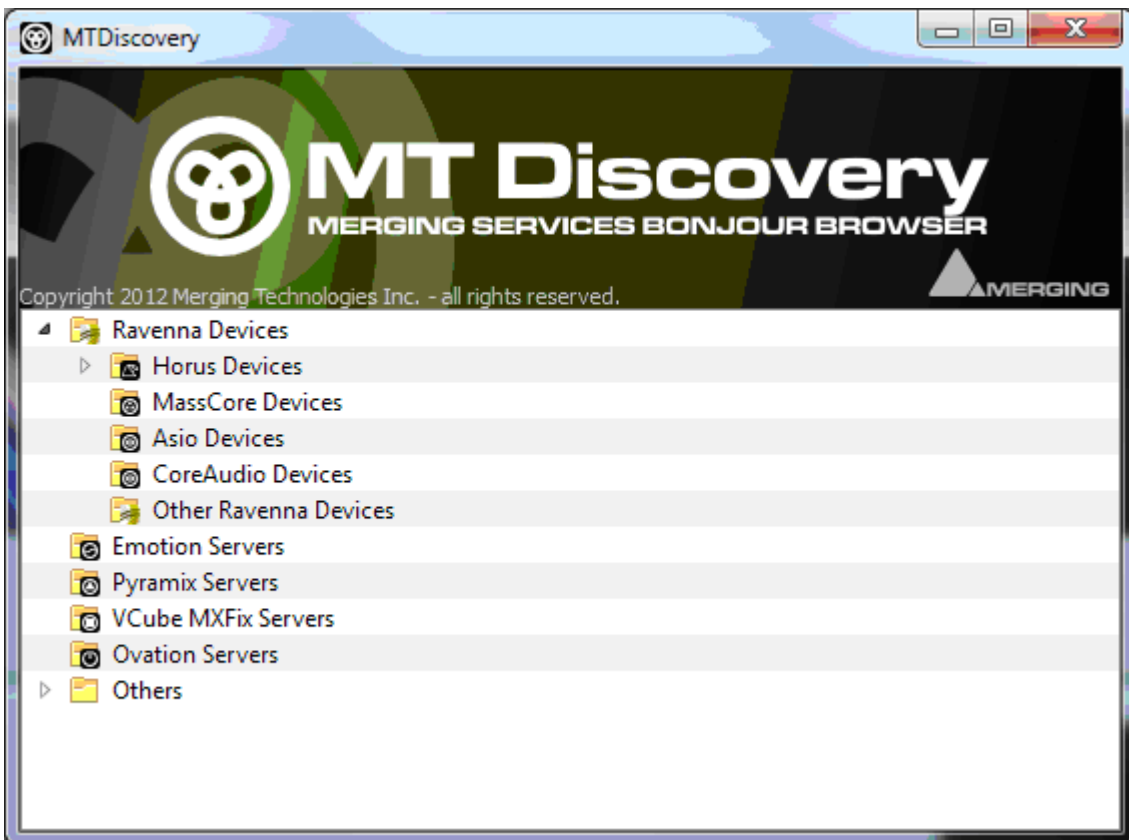 MTDiscovery
MT Discovery
MERGING SERVICES BONJOUR BROWSER
MERGING
Copyright 2012 Merging Technologies Inc. - all rights reserved.
Ravenna Devices
Horus Devices
MassCore Devices
Asio Devices
CoreAudio Devices
Other Ravenna Devices
Emotion Servers
Pyramix Servers
VCube MXFix Servers
Ovation Servers
Others